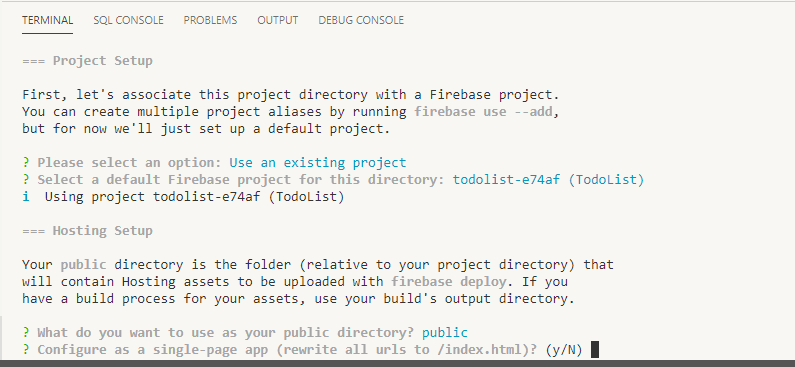 TERMINAL SQL CONSOLE PROBLEMS OUTPUT DEBUG CONSOLE
=== Project Setup
First, let's associate this project directory with a Firebase project.
You can create multiple project aliases by running firebase use --add,
but for now we'll just set up a default project.
? Please select an option: Use an existing project
? Select a default Firebase project for this directory: todolist-e74af (TodoList)
i Using project todolist-e74af (TodoList)
=== Hosting Setup
Your public directory is the folder (relative to your project directory) that
will contain Hosting assets to be uploaded with firebase deploy. If you
have a build process for your assets, use your build's output directory.
? What do you want to use as your public directory? public
? Configure as a single-page app (rewrite all urls to /index.html)? (y/N)